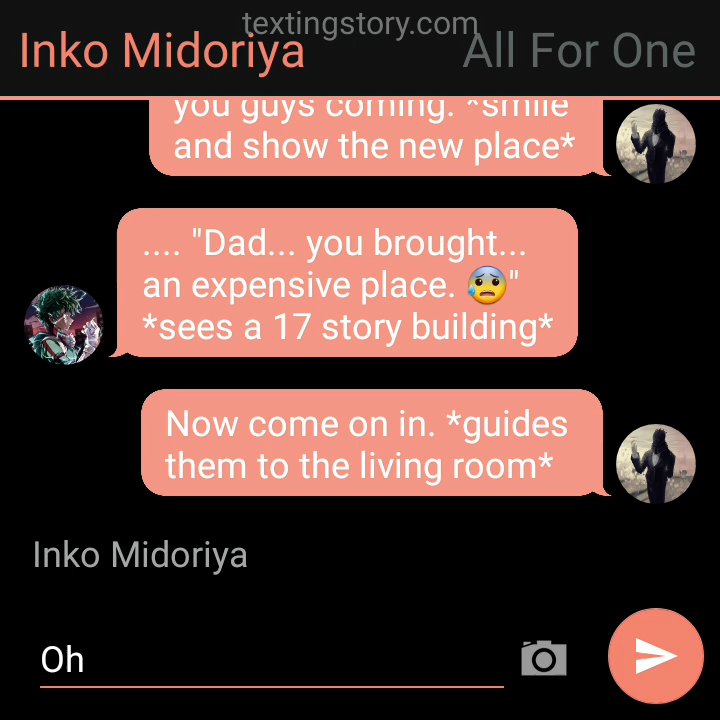 textingstory.com
Inko Midoriya
All For One
you guys coming. *smile
and show the new place*
.... "Dad... you brought...
an expensive place. 😰"
*sees a 17 story building*
Now come on in. *guides
them to the living room*
Inko Midoriya
Oh